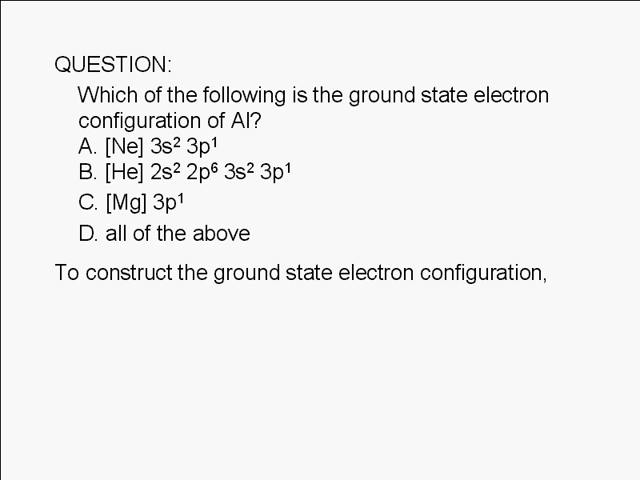 QUESTION:
Which of the following is the ground state electron
configuration of Al?
A. [Ne] 3s² 3p¹
B. [He] 2s² 2p⁶ 3s² 3p¹
C. [Mg] 3p¹
D. all of the above
To construct the ground state electron configuration,